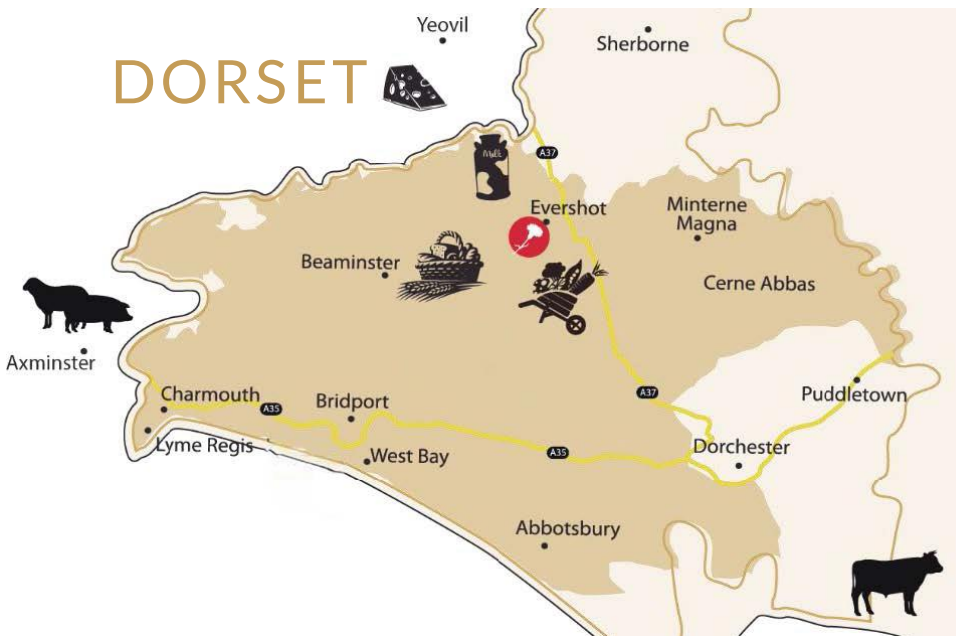 Yeovil
Sherborne
DORSET
A37
Milk
Evershot
Minterne
Magna
Beaminster
Cerne Abbas
Axminster
Charmouth
A35
Bridport
A37
Puddletown
Lyme Regis
West Bay
A35
Dorchester
Abbotsbury